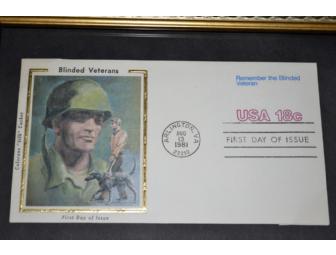 Blinded Veterans
Colorano "Silk" Cachet
First Day of Issue
Remember the Blinded
Veteran
USA 18c
ARLINGTON, VA
AUG
13
1981
22210
FIRST DAY OF ISSUE